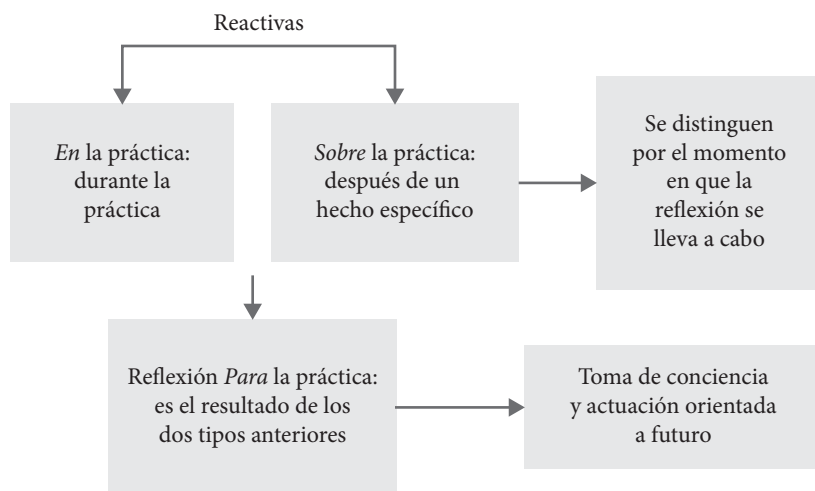 Reactivas
En la práctica:
durante la
práctica
Sobre la práctica:
después de un
hecho específico
Se distinguen
por el momento
en que la
reflexión se
lleva a cabo
Reflexión Para la práctica:
es el resultado de los
dos tipos anteriores
Toma de conciencia
y actuación orientada
a futuro